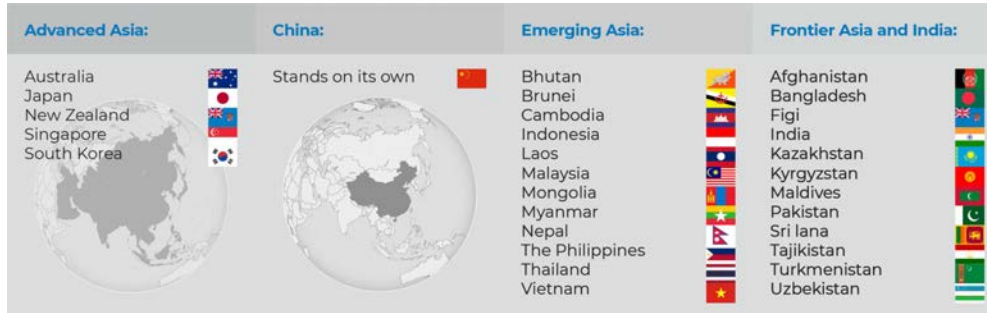 Advanced Asia:
Australia
Japan
New Zealand
Singapore
South Korea
China:
Stands on its own
Emerging Asia:
Bhutan
Brunei
Cambodia
Indonesia
Laos
Malaysia
Mongolia
Myanmar
Nepal
The Philippines
Thailand
Vietnam
Frontier Asia and India:
Afghanistan
Bangladesh
Figi
India
Kazakhstan
Kyrgyzstan
Maldives
Pakistan
Sri lana
Tajikistan
Turkmenistan
Uzbekistan